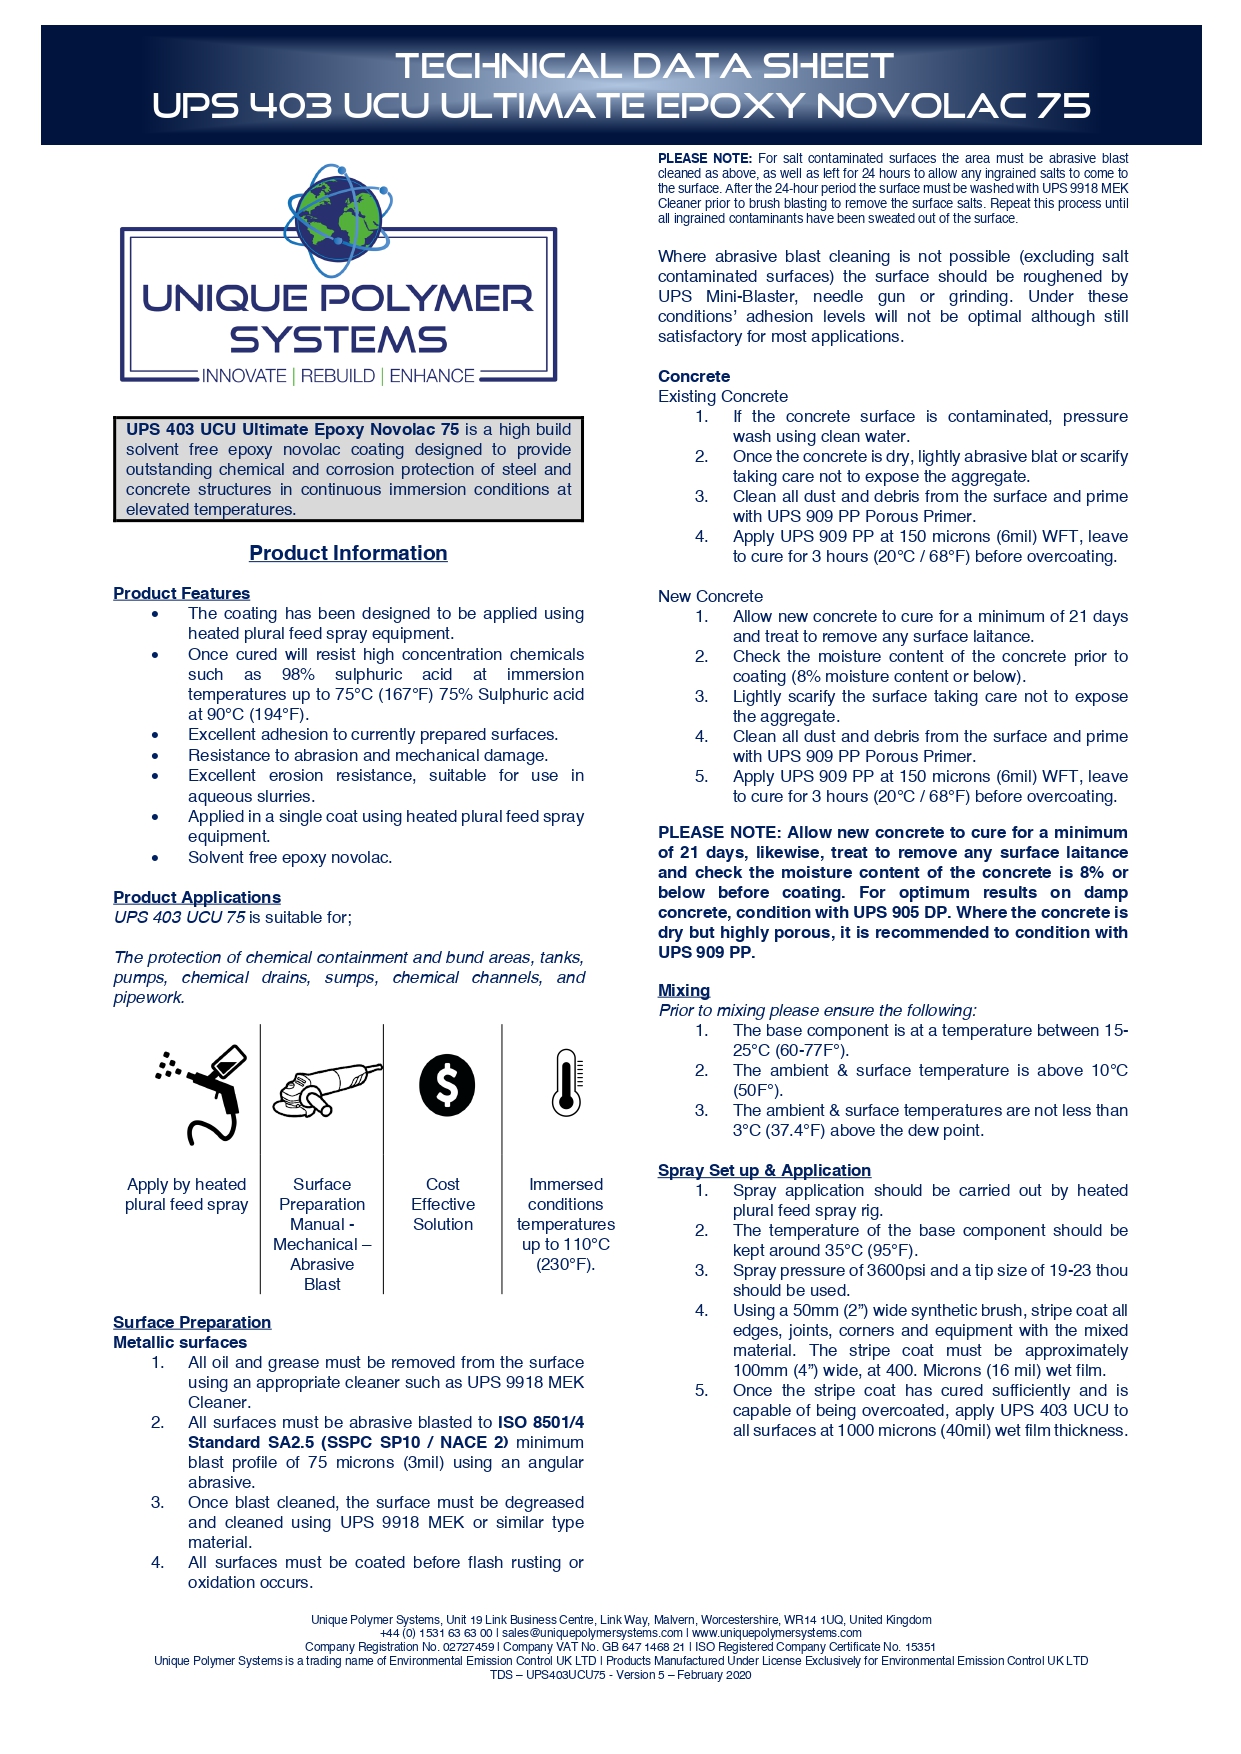 TECHNICAL DATA SHEET
UPS 403 UCU ULTIMATE EPOXY NOVOLAC 75
UNIQUE POLYMER
SYSTEMS
INNOVATE | REBUILD | ENHANCE
UPS 403 UCU Ultimate Epoxy Novolac 75 is a high build
solvent free epoxy novolac coating designed to provide
outstanding chemical and corrosion protection of steel and
concrete structures in continuous immersion conditions at
elevated temperatures.
Product Information
Product Features
• The coating has been designed to be applied using
heated plural feed spray equipment.
• Once cured will resist high concentration chemicals
such as 98% sulphuric acid at immersion
temperatures up to 75°C (167°F) 75% Sulphuric acid
at 90°C (194°F).
• Excellent adhesion to currently prepared surfaces.
• Resistance to abrasion and mechanical damage.
• Excellent erosion resistance, suitable for use in
aqueous slurries.
• Applied in a single coat using heated plural feed spray
equipment.
• Solvent free epoxy novolac.
Product Applications
UPS 403 UCU 75 is suitable for;
The protection of chemical containment and bund areas, tanks,
pumps, chemical drains, sumps, chemical channels, and
pipework.
Apply by heated
plural feed spray
Surface
Preparation
Manual -
Mechanical –
Abrasive
Blast
Cost
Effective
Solution
Immersed
conditions
temperatures
up to 110°C
(230°F).
Surface Preparation
Metallic surfaces
1. All oil and grease must be removed from the surface
using an appropriate cleaner such as UPS 9918 MEK
Cleaner.
2. All surfaces must be abrasive blasted to ISO 8501/4
Standard SA2.5 (SSPC SP10 / NACE 2) minimum
blast profile of 75 microns (3mil) using an angular
abrasive.
3. Once blast cleaned, the surface must be degreased
and cleaned using UPS 9918 MEK or similar type
material.
4. All surfaces must be coated before flash rusting or
oxidation occurs.
PLEASE NOTE: For salt contaminated surfaces the area must be abrasive blast
cleaned as above, as well as left for 24 hours to allow any ingrained salts to come to
the surface. After the 24-hour period the surface must be washed with UPS 9918 MEK
Cleaner prior to brush blasting to remove the surface salts. Repeat this process until
all ingrained contaminants have been sweated out of the surface.
Where abrasive blast cleaning is not possible (excluding salt
contaminated surfaces) the surface should be roughened by
UPS Mini-Blaster, needle gun or grinding. Under these
conditions’ adhesion levels will not be optimal although still
satisfactory for most applications.
Concrete
Existing Concrete
1. If the concrete surface is contaminated, pressure
wash using clean water.
2. Once the concrete is dry, lightly abrasive blat or scarify
taking care not to expose the aggregate.
3. Clean all dust and debris from the surface and prime
with UPS 909 PP Porous Primer.
4. Apply UPS 909 PP at 150 microns (6mil) WFT, leave
to cure for 3 hours (20°C / 68°F) before overcoating.
New Concrete
1. Allow new concrete to cure for a minimum of 21 days
and treat to remove any surface laitance.
2. Check the moisture content of the concrete prior to
coating (8% moisture content or below).
3. Lightly scarify the surface taking care not to expose
the aggregate.
4. Clean all dust and debris from the surface and prime
with UPS 909 PP Porous Primer.
5. Apply UPS 909 PP at 150 microns (6mil) WFT, leave
to cure for 3 hours (20°C / 68°F) before overcoating.
PLEASE NOTE: Allow new concrete to cure for a minimum
of 21 days, likewise, treat to remove any surface laitance
and check the moisture content of the concrete is 8% or
below before coating. For optimum results on damp
concrete, condition with UPS 905 DP. Where the concrete is
dry but highly porous, it is recommended to condition with
UPS 909 PP.
Mixing
Prior to mixing please ensure the following:
1. The base component is at a temperature between 15-
25°C (60-77F°).
2. The ambient & surface temperature is above 10°C
(50F°).
3. The ambient & surface temperatures are not less than
3°C (37.4°F) above the dew point.
Spray Set up & Application
1. Spray application should be carried out by heated
plural feed spray rig.
2. The temperature of the base component should be
kept around 35°C (95°F).
3. Spray pressure of 3600psi and a tip size of 19-23 thou
should be used.
4. Using a 50mm (2”) wide synthetic brush, stripe coat all
edges, joints, corners and equipment with the mixed
material. The stripe coat must be approximately
100mm (4”) wide, at 400. Microns (16 mil) wet film.
5. Once the stripe coat has cured sufficiently and is
capable of being overcoated, apply UPS 403 UCU to
all surfaces at 1000 microns (40mil) wet film thickness.
Unique Polymer Systems, Unit 19 Link Business Centre, Link Way, Malvern, Worcestershire, WR14 1UQ, United Kingdom
+44 (0) 1531 63 63 00 | sales@uniquepolymersystems.com | www.uniquepolymersystems.com
Company Registration No. 02727459 | Company VAT No. GB 647 1468 21 | ISO Registered Company Certificate No. 15351
Unique Polymer Systems is a trading name of Environmental Emission Control UK LTD | Products Manufactured Under License Exclusively for Environmental Emission Control UK LTD
TDS – UPS403UCU75 - Version 5 – February 2020